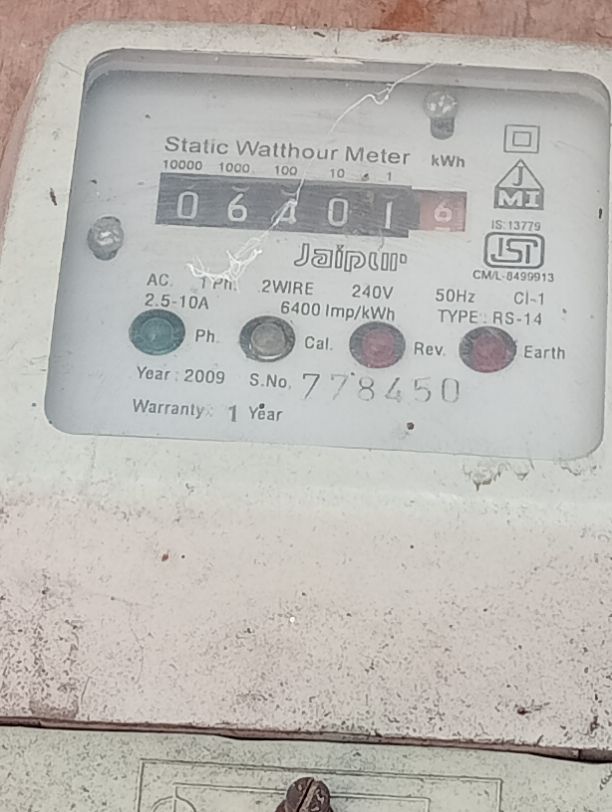 Static Watthour Meter kWh
10000 1000 100 10 1
0 6 4 0 1 6
J
MI
IS:13779
ISI
CM/L-8499913
Jaipur
AC. 1 Ph. 2WIRE 240V 50Hz Cl-1
2.5-10A 6400 Imp/kWh TYPE : RS-14
Ph. Cal. Rev. Earth
Year : 2009 S.No. 778450
Warranty : 1 Year